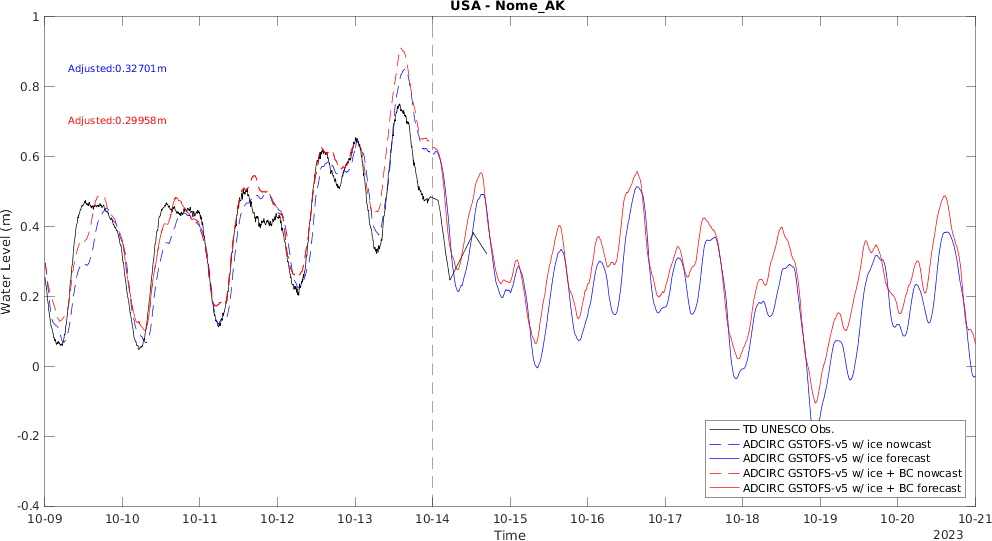 USA - Nome_AK
Adjusted:0.32701m
Adjusted:0.29958m
Water Level (m)
1
0.8
0.6
0.4
0.2
0
-0.2
-0.4
TD UNESCO Obs.
ADCIRC GSTOFS-v5 w/ ice nowcast
ADCIRC GSTOFS-v5 w/ ice forecast
ADCIRC GSTOFS-v5 w/ ice + BC nowcast
ADCIRC GSTOFS-v5 w/ ice + BC forecast
10-09 10-10 10-11 10-12 10-13 10-14 10-15 10-16 10-17 10-18 10-19 10-20 10-21
Time
2023